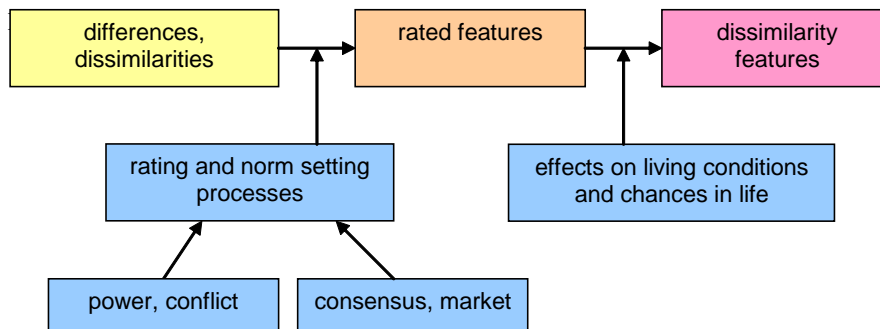 differences,
dissimilarities
rated features
dissimilarity
features
rating and norm setting
processes
effects on living conditions
and chances in life
power, conflict
consensus, market